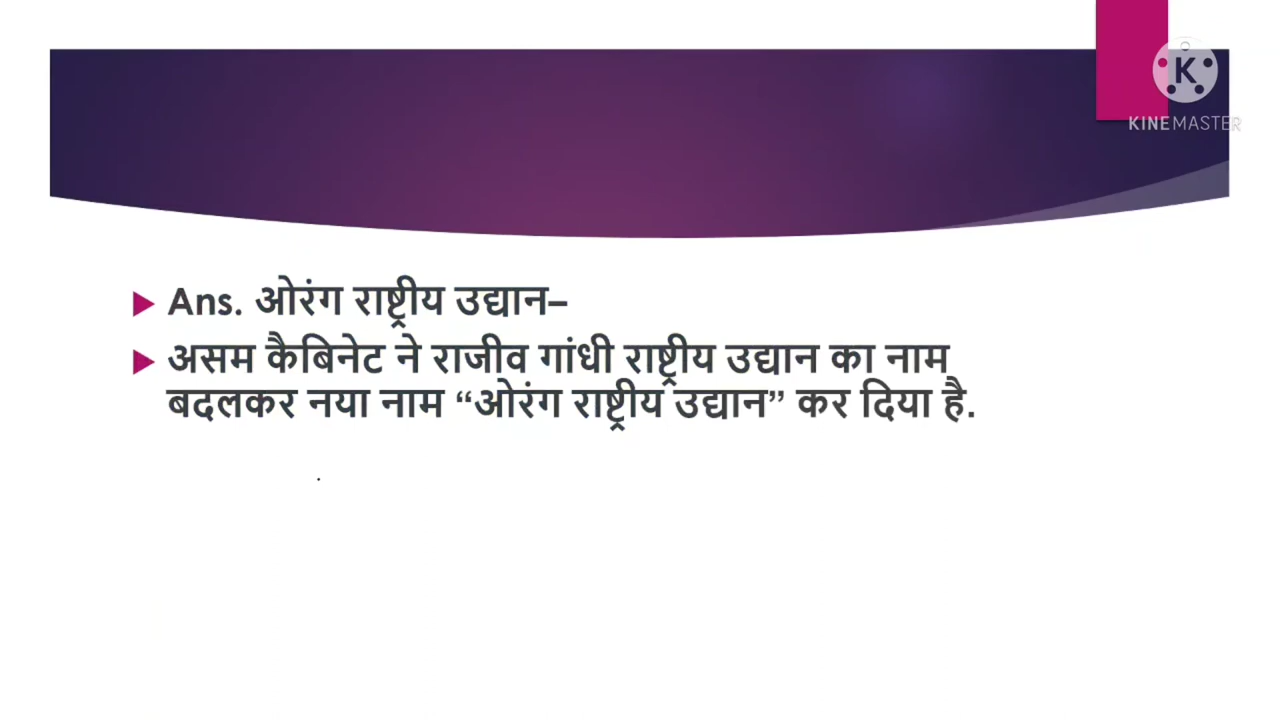 K
KINEMASTER
Ans. ओरंग राष्ट्रीय उद्यान–
असम कैबिनेट ने राजीव गांधी राष्ट्रीय उद्यान का नाम
बदलकर नया नाम “ओरंग राष्ट्रीय उद्यान” कर दिया है.